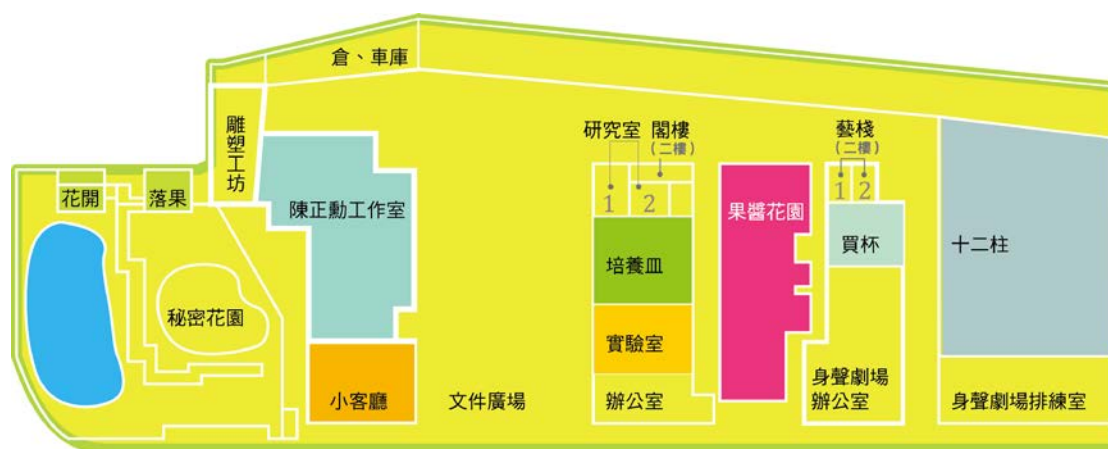 倉、車庫
雕塑工坊
研究室
閣樓
(二樓)
藝棧
(二樓)
花開
落果
陳正勳工作室
1
2
果醬花園
1
2
買杯
十二柱
培養皿
秘密花園
實驗室
小客廳
文件廣場
辦公室
身聲劇場
辦公室
身聲劇場排練室